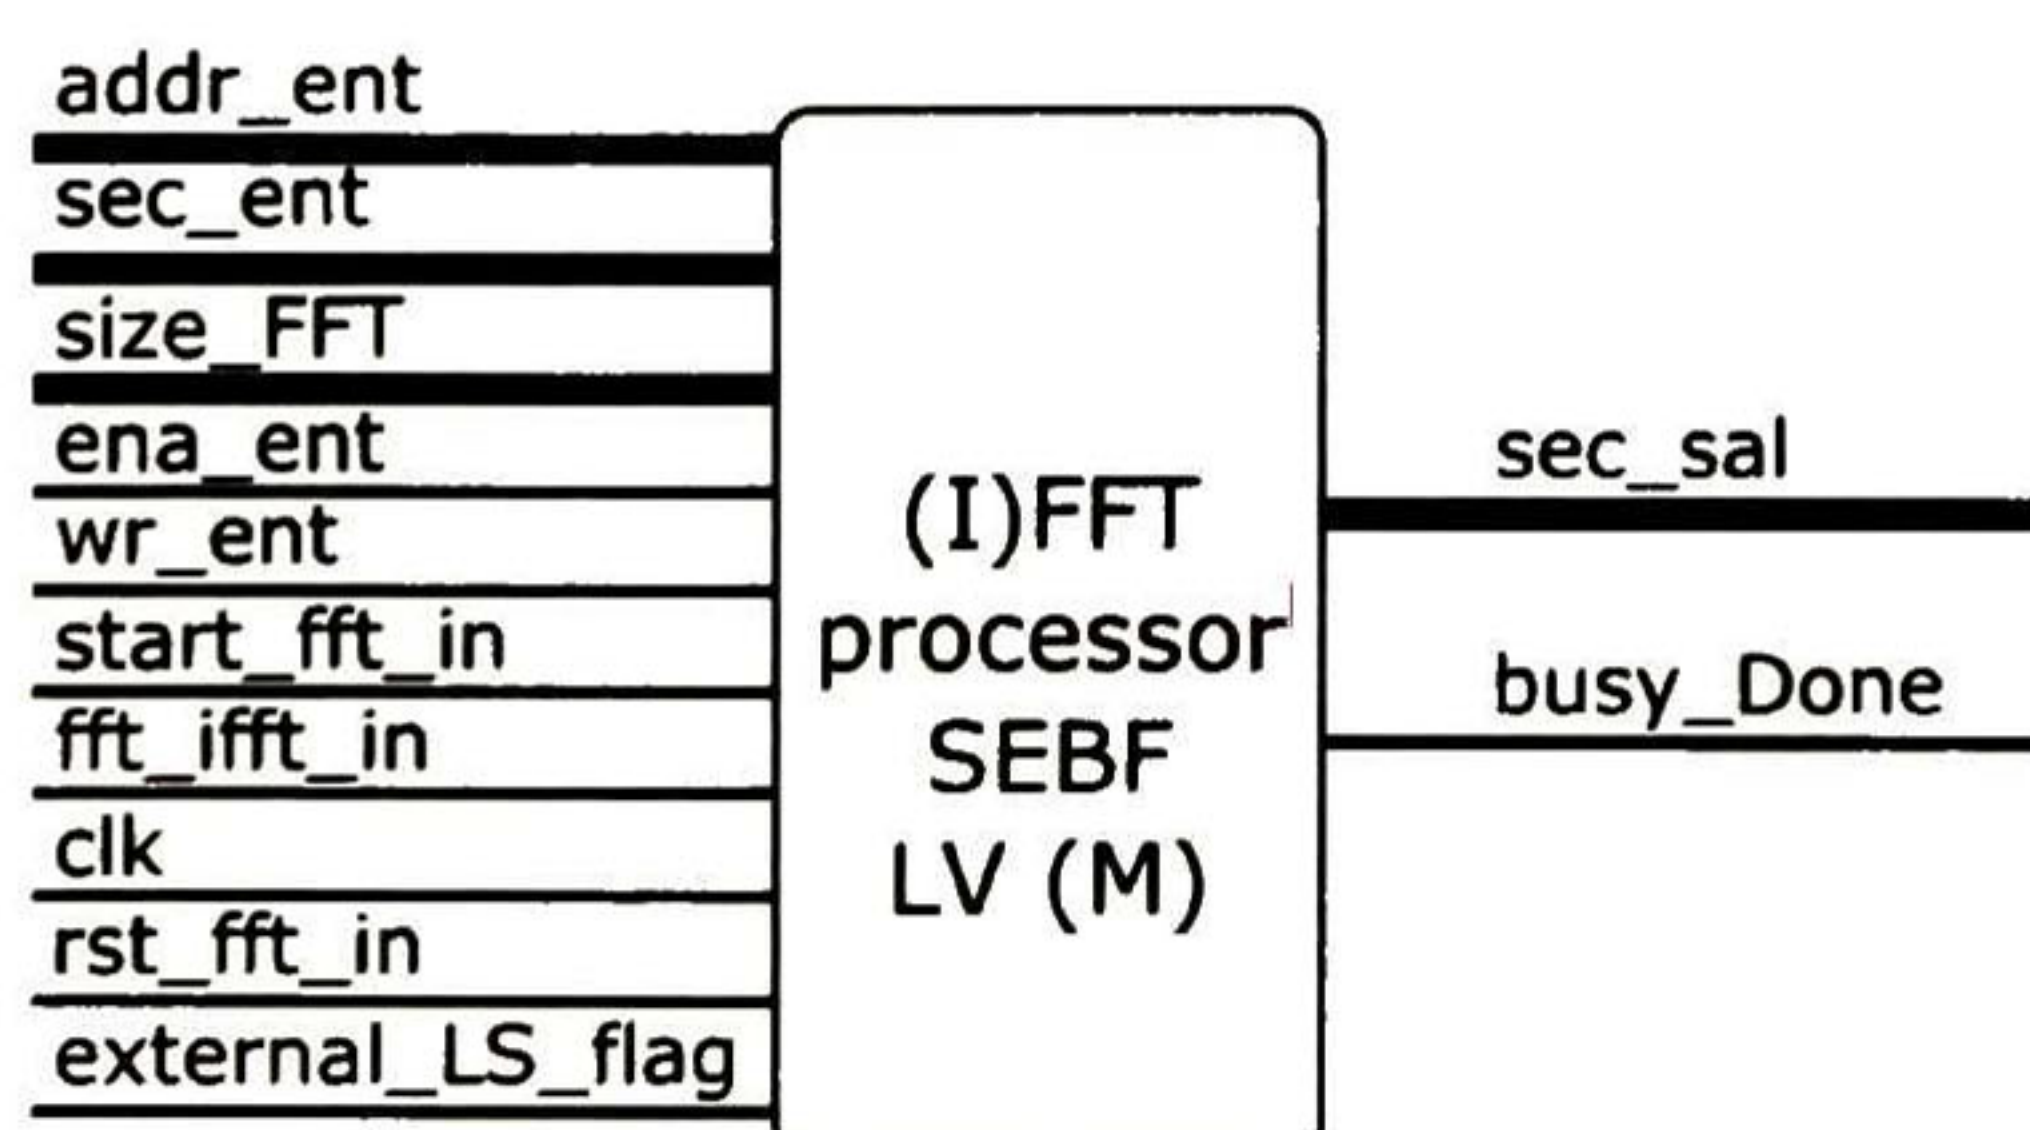 addr_ent
sec_ent
size_FFT
ena_ent
wr_ent
start_fft_in
fft_ifft_in
clk
rst_fft_in
external_LS_flag
(I)FFT
processor
SEBF
LV (M)
sec_sal
busy_Done